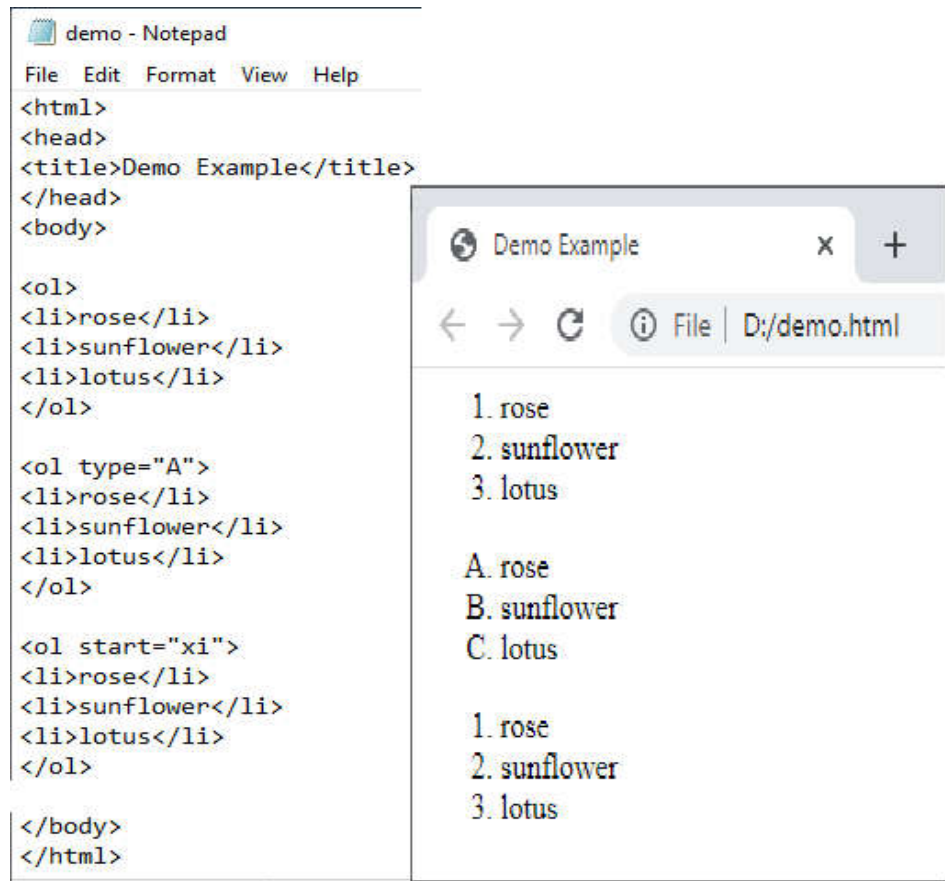 demo - Notepad
File Edit Format View Help
<html>
<head>
<title>Demo Example</title>
</head>
<body>
<ol>
<li>rose</li>
<li>sunflower</li>
<li>lotus</li>
</ol>
<ol type="A">
<li>rose</li>
<li>sunflower</li>
<li>lotus</li>
</ol>
<ol start="xi">
<li>rose</li>
<li>sunflower</li>
<li>lotus</li>
</ol>
</body>
</html>
Demo Example
File D:/demo.html
1. rose
2. sunflower
3. lotus
A. rose
B. sunflower
C. lotus
1. rose
2. sunflower
3. lotus